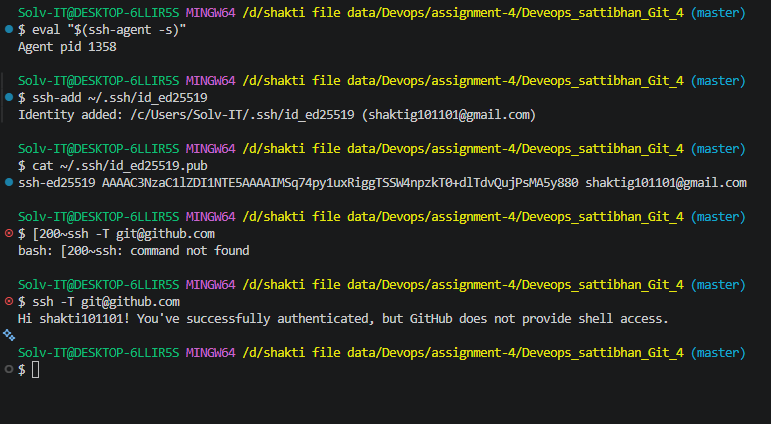 Solv-IT@DESKTOP-6LLIR5S MINGW64 /d/shakti file data/Devops/assignment-4/Deveops_sattibhan_Git_4 (master)
$ eval "$(ssh-agent -s)"
Agent pid 1358
Solv-IT@DESKTOP-6LLIR5S MINGW64 /d/shakti file data/Devops/assignment-4/Deveops_sattibhan_Git_4 (master)
$ ssh-add ~/.ssh/id_ed25519
Identity added: /c/Users/Solv-IT/.ssh/id_ed25519 (shaktig101101@gmail.com)
Solv-IT@DESKTOP-6LLIR5S MINGW64 /d/shakti file data/Devops/assignment-4/Deveops_sattibhan_Git_4 (master)
$ cat ~/.ssh/id_ed25519.pub
ssh-ed25519 AAAAC3NzaC1lZDI1NTE5AAAAIMSq74py1uxRiggTSSW4npzkT0+dlTdvQujPsMA5y880 shaktig101101@gmail.com
Solv-IT@DESKTOP-6LLIR5S MINGW64 /d/shakti file data/Devops/assignment-4/Deveops_sattibhan_Git_4 (master)
$ [200~ssh -T git@github.com
bash: [200~ssh: command not found
Solv-IT@DESKTOP-6LLIR5S MINGW64 /d/shakti file data/Devops/assignment-4/Deveops_sattibhan_Git_4 (master)
$ ssh -T git@github.com
Hi shakti101101! You've successfully authenticated, but GitHub does not provide shell access.
Solv-IT@DESKTOP-6LLIR5S MINGW64 /d/shakti file data/Devops/assignment-4/Deveops_sattibhan_Git_4 (master)
$